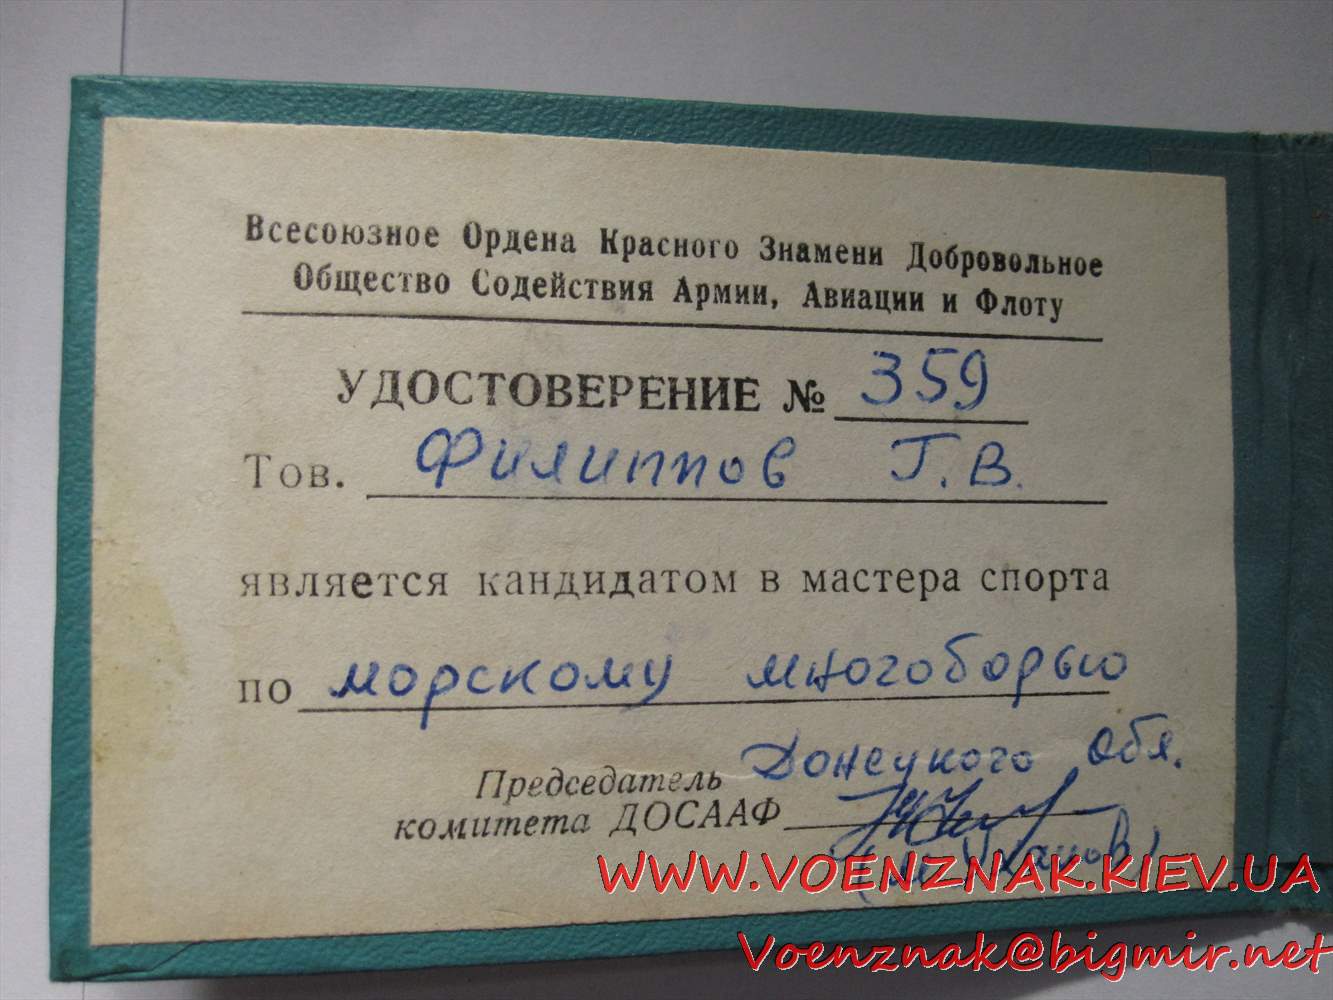 Всесоюзное Ордена Красного Знамени Добровольное
Общество Содействия Армии, Авиации и Флоту
УДОСТОВЕРЕНИЕ № 359
Тов. Филиппов Г. В.
является кандидатом в мастера спорта
по морскому многоборью
Председатель Донецкого обл.
комитета ДОСААФ
WWW.VOENZNAK.KIEV.UA
Voenznak@bigmir.net